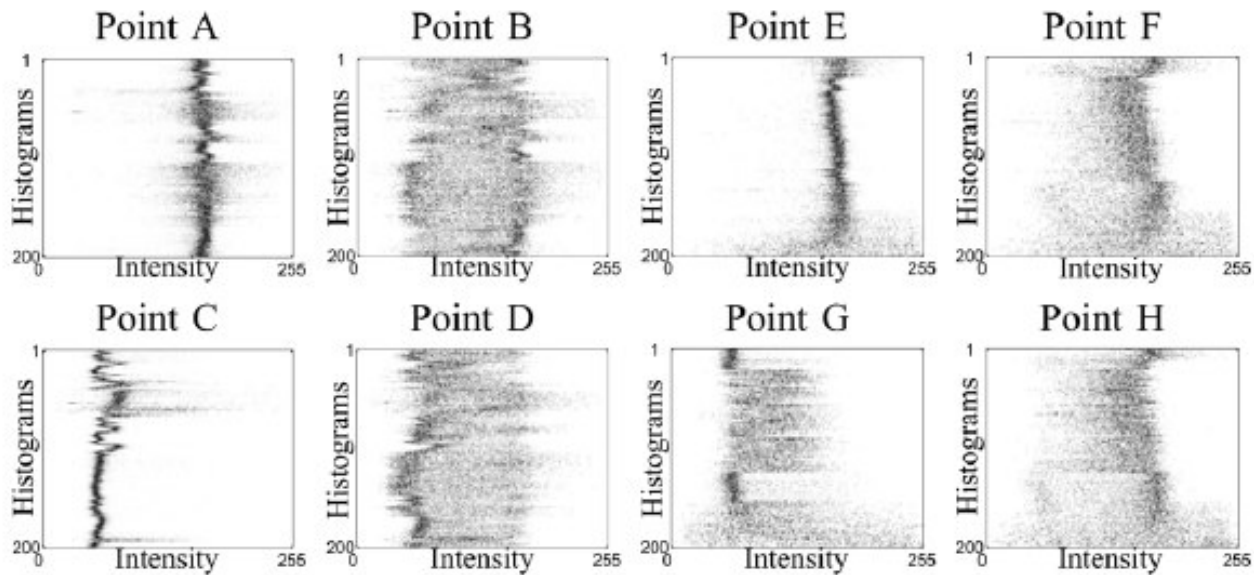 Point A Point B Point E Point F
1 1 1 1
Histograms Histograms Histograms Histograms
200 200 200 200
0 Intensity 255 0 Intensity 255 0 Intensity 255 0 Intensity 255
Point C Point D Point G Point H
1 1 1 1
Histograms Histograms Histograms Histograms
200 200 200 200
0 Intensity 255 0 Intensity 255 0 Intensity 255 0 Intensity 255